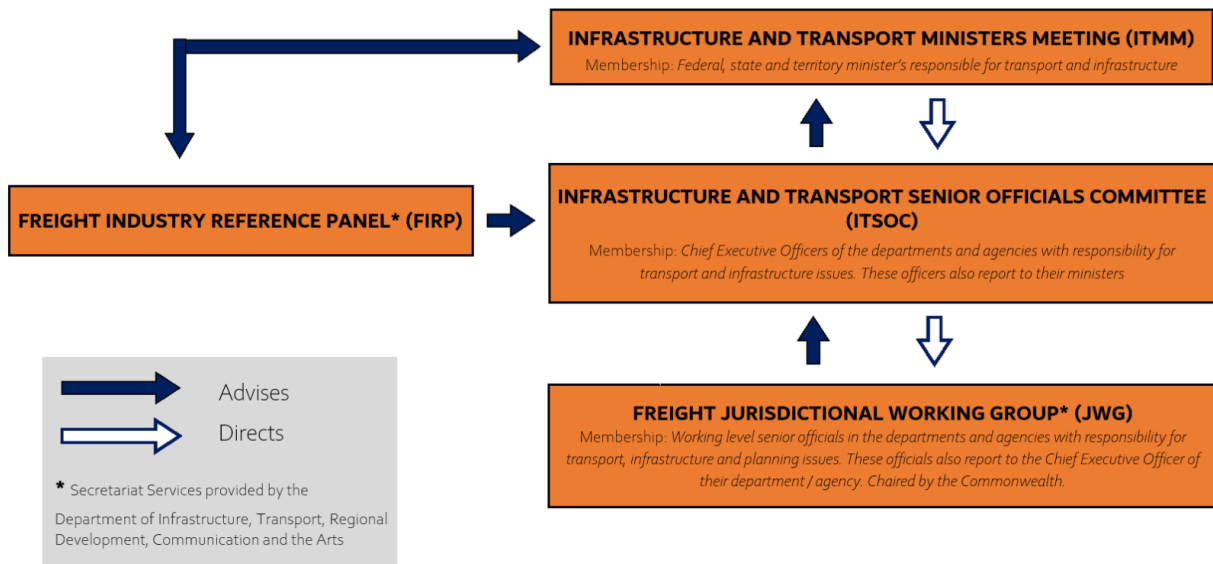 INFRASTRUCTURE AND TRANSPORT MINISTERS MEETING (ITMM)
Membership: Federal, state and territory minister's responsible for transport and infrastructure
FREIGHT INDUSTRY REFERENCE PANEL* (FIRP)
INFRASTRUCTURE AND TRANSPORT SENIOR OFFICIALS COMMITTEE
(ITSOC)
Membership: Chief Executive Officers of the departments and agencies with responsibility for
transport and infrastructure issues. These officers also report to their ministers
FREIGHT JURISDICTIONAL WORKING GROUP* (JWG)
Membership: Working level senior officials in the departments and agencies with responsibility for
transport, infrastructure and planning issues. These officials also report to the Chief Executive Officer of
their department / agency. Chaired by the Commonwealth.
Advises
Directs
* Secretariat Services provided by the
Department of Infrastructure, Transport, Regional
Development, Communication and the Arts